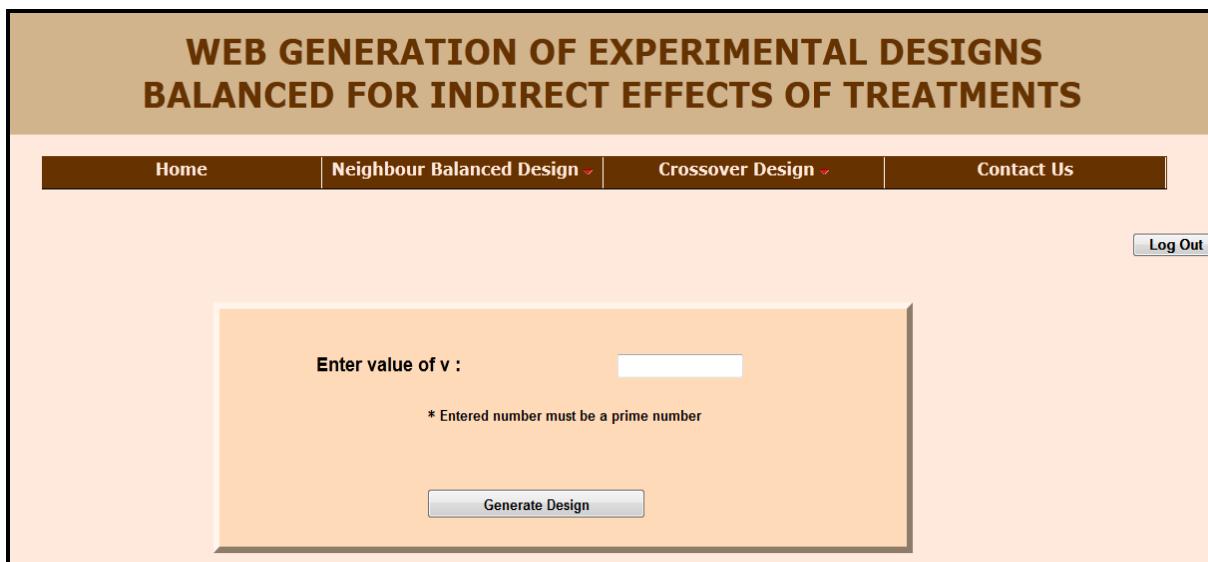 WEB GENERATION OF EXPERIMENTAL DESIGNS
BALANCED FOR INDIRECT EFFECTS OF TREATMENTS
Home Neighbour Balanced Design Crossover Design Contact Us
Log Out
Enter value of v :
* Entered number must be a prime number
Generate Design